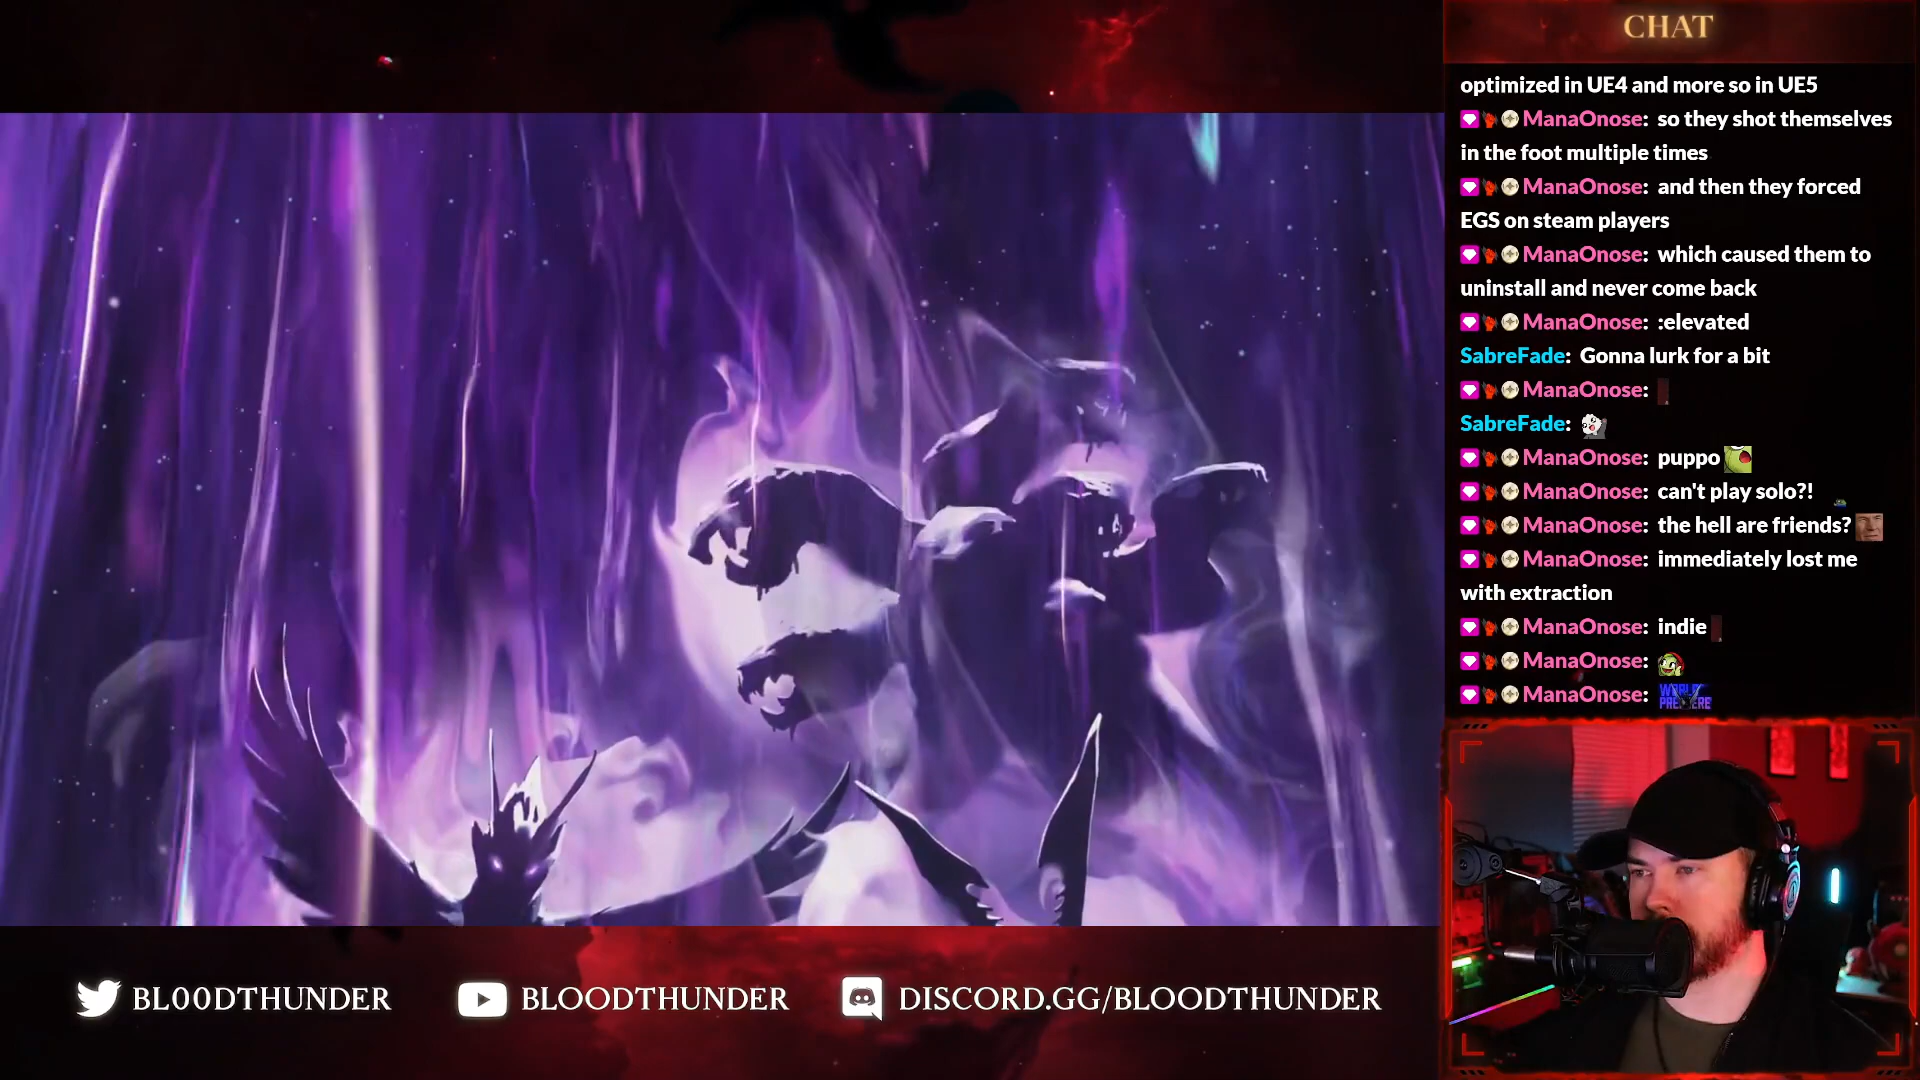 CHAT
optimized in UE4 and more so in UE5
ManaOnose: so they shot themselves
in the foot multiple times
ManaOnose: and then they forced
EGS on steam players
ManaOnose: which caused them to
uninstall and never come back
ManaOnose: :elevated
SabreFade: Gonna lurk for a bit
ManaOnose:
SabreFade:
ManaOnose: puppo
ManaOnose: can't play solo?!
ManaOnose: the hell are friends?
ManaOnose: immediately lost me
with extraction
ManaOnose: indie
ManaOnose:
ManaOnose: WORLD
PREMIERE
BL00DTHUNDER
BLOODTHUNDER
DISCORD.GG/BLOODTHUNDER